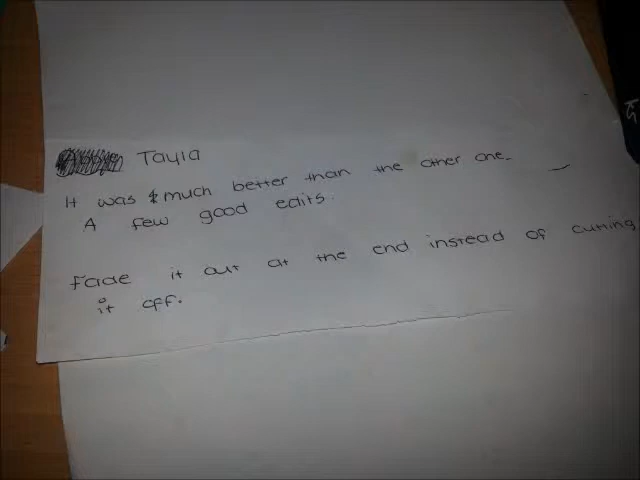 Tayla
It was much better than the other one.
A few good edits.
Fade it out at the end instead of cutting
it off.